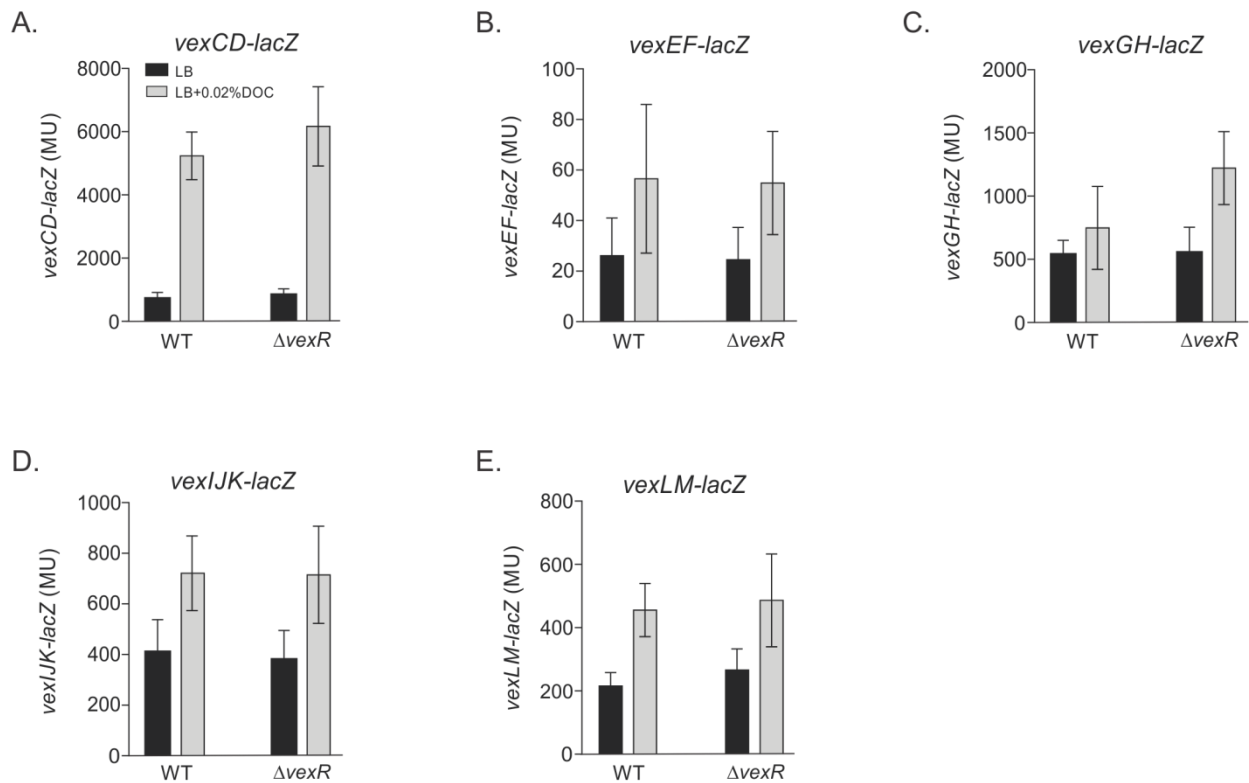 A.
vexCD-lacZ
LB
LB+0.02%DOC
vexCD-lacZ (MU)
8000
6000
4000
2000
0
WT
ΔvexR
B.
vexEF-lacZ
vexEF-lacZ (MU)
100
80
60
40
20
0
WT
ΔvexR
C.
vexGH-lacZ
vexGH-lacZ (MU)
2000
1500
1000
500
0
WT
ΔvexR
D.
vexIJK-lacZ
vexIJK-lacZ (MU)
1000
800
600
400
200
0
WT
ΔvexR
E.
vexLM-lacZ
vexLM-lacZ (MU)
800
600
400
200
0
WT
ΔvexR